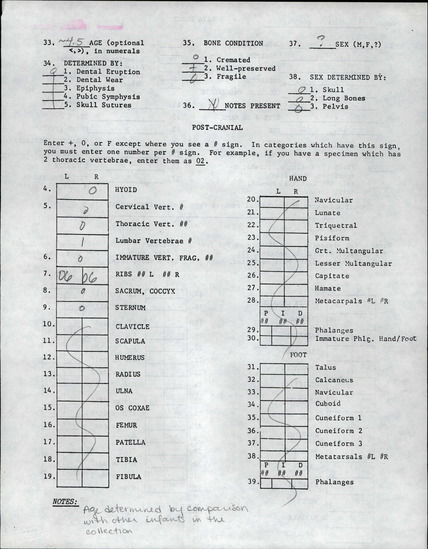 33. ~4.5 AGE (optional <,>), in numerals
34. DETERMINED BY:
0 1. Dental Eruption
2. Dental Wear
3. Epiphysis
4. Pubic Symphysis
5. Skull Sutures
35. BONE CONDITION
0 1. Cremated
+ 2. Well-preserved
0 3. Fragile
36. N NOTES PRESENT
37. ? SEX (M,F,?)
38. SEX DETERMINED BY:
0 1. Skull
0 2. Long Bones
0 3. Pelvis
POST-CRANIAL
Enter +, 0, or F except where you see a # sign. In categories which have this sign,
you must enter one number per # sign. For example, if you have a specimen which has
2 thoracic vertebrae, enter them as 02.
L R
4. 0 HYOID
5. Cervical Vert. #
0 Thoracic Vert. ##
1 Lumbar Vertebrae #
6. 0 IMMATURE VERT. FRAG. ##
7. 06 06 RIBS ## L ## R
8. 0 SACRUM, COCCYX
9. 0 STERNUM
10. CLAVICLE
11. SCAPULA
12. HUMERUS
13. RADIUS
14. ULNA
15. OS COXAE
16. FEMUR
17. PATELLA
18. TIBIA
19. FIBULA
HAND
L R
20. Navicular
21. Lunate
22. Triquetral
23. Pisiform
24. Grt. Multangular
25. Lesser Multangular
26. Capitate
27. Hamate
28. Metacarpals #L #R
P I D
## ## ##
29. Phalanges
30. Immature Phlg. Hand/Foot
FOOT
31. Talus
32. Calcaneus
33. Navicular
34. Cuboid
35. Cuneiform 1
36. Cuneiform 2
37. Cuneiform 3
38. Metatarsals #L #R
P I D
## ## ##
39. Phalanges
NOTES:
Age determined by comparison
with other infants in the
collection